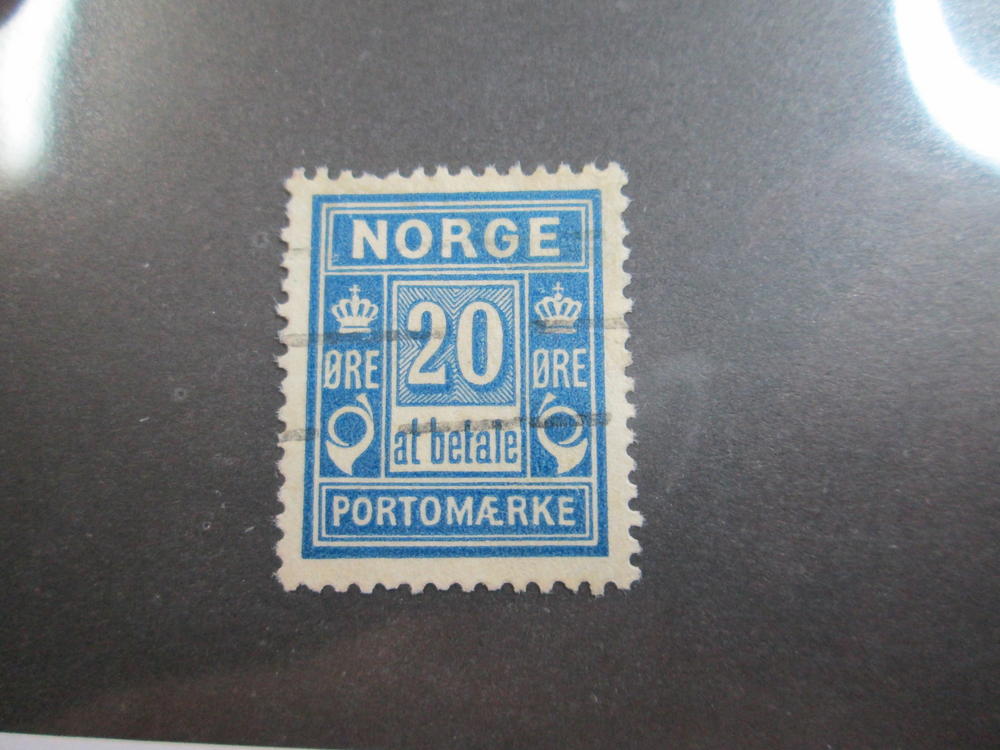 NORGE
20
ØRE ØRE
at betale
PORTOMÆRKE